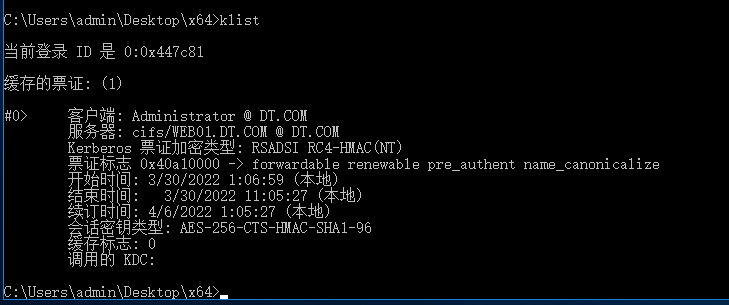 C:\Users\admin\Desktop\x64>klist
当前登录 ID 是 0:0x447c81
缓存的票证: (1)
#0> 客户端: Administrator @ DT.COM
服务器: cifs/WEB01.DT.COM @ DT.COM
Kerberos 票证加密类型: RSADSI RC4-HMAC(NT)
票证标志 0x40a10000 -> forwardable renewable pre_authent name_canonicalize
开始时间: 3/30/2022 1:06:59 (本地)
结束时间: 3/30/2022 11:05:27 (本地)
续订时间: 4/6/2022 1:05:27 (本地)
会话密钥类型: AES-256-CTS-HMAC-SHA1-96
缓存标志: 0
调用的 KDC:
C:\Users\admin\Desktop\x64>